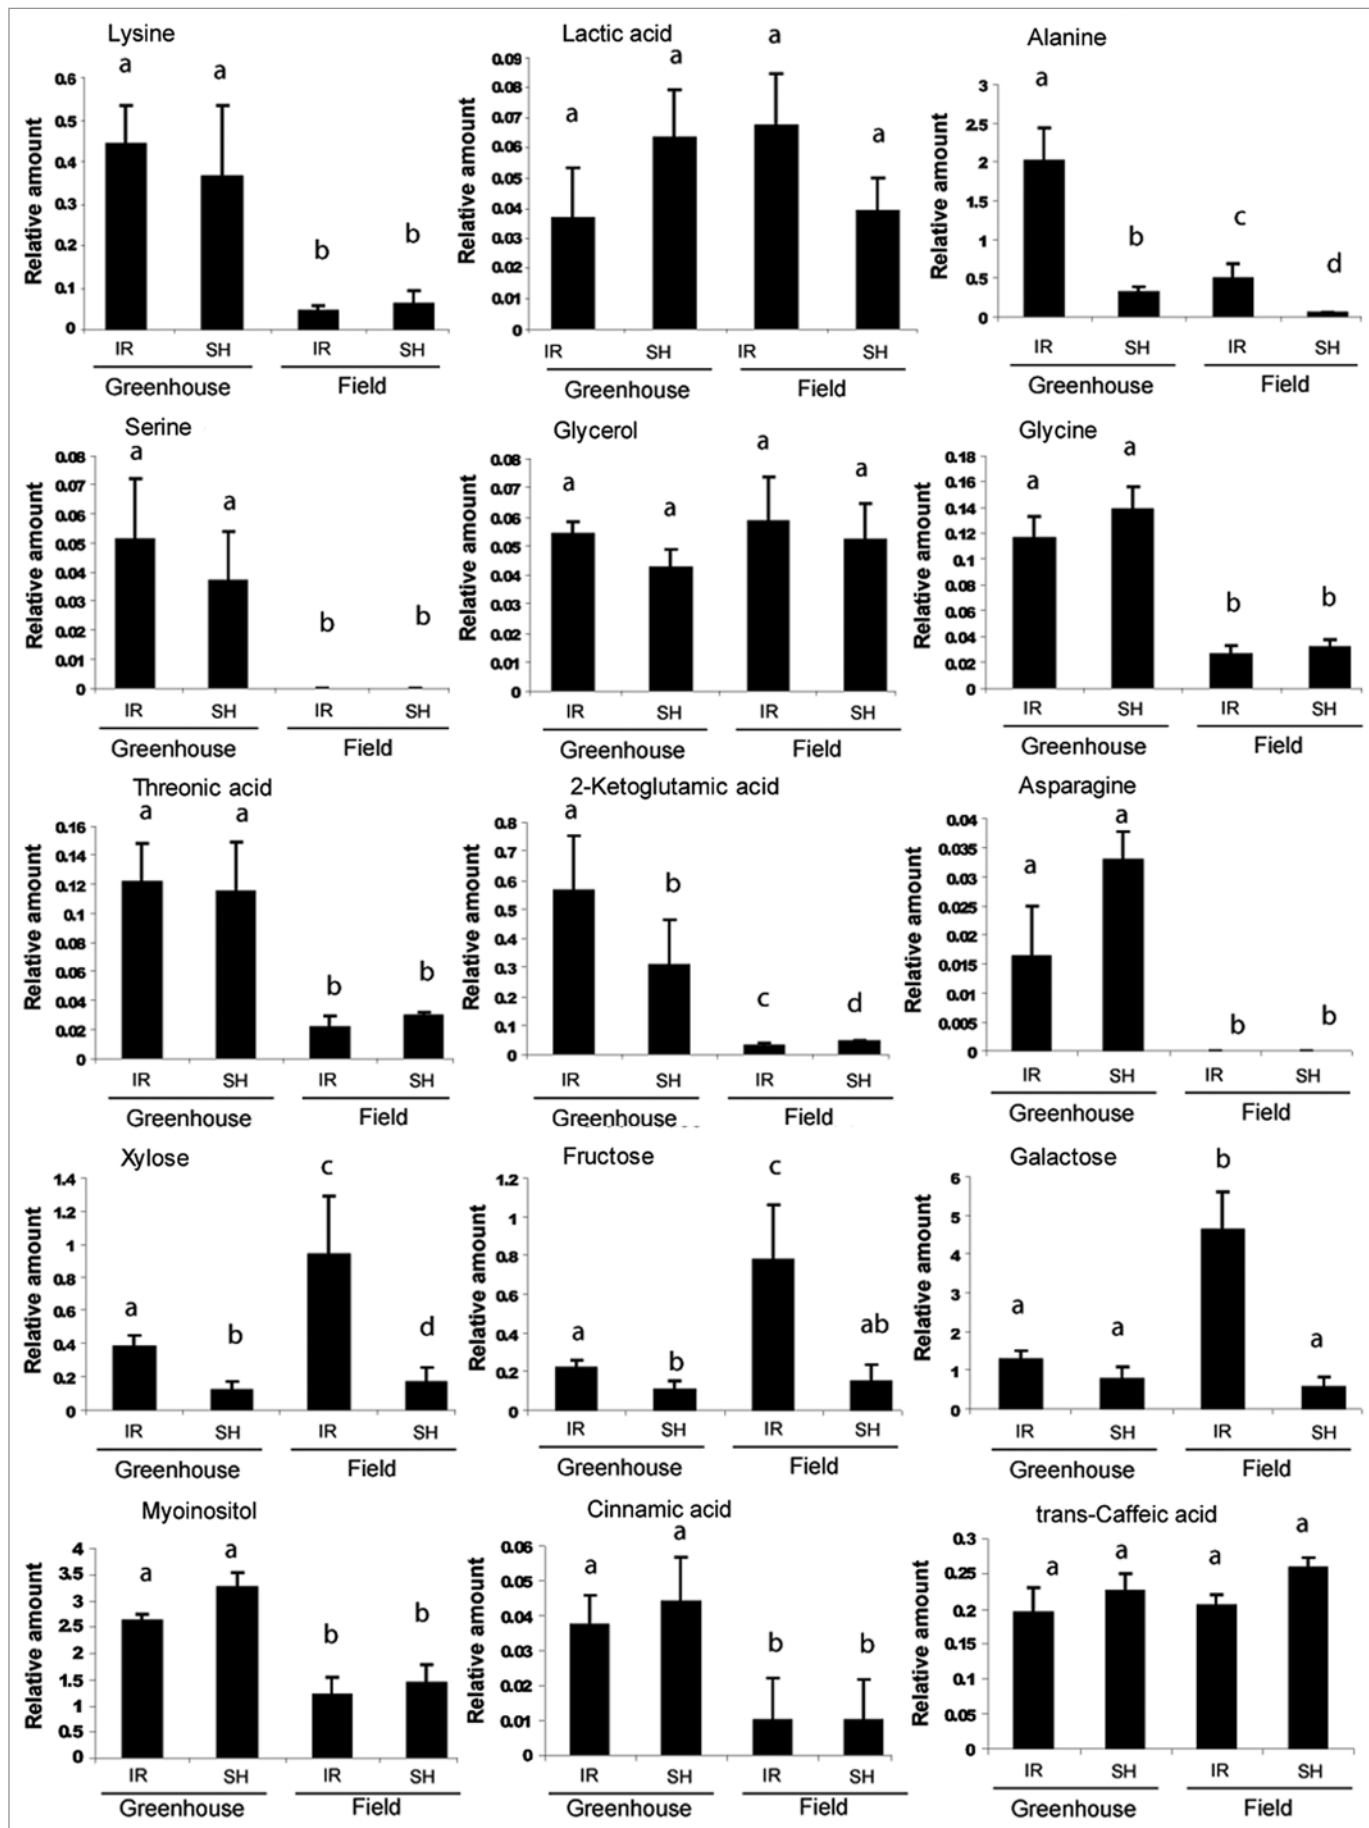 Lysine
Relative amount
0.6
0.5
0.4
0.3
0.2
0.1
0
a
a
b
b
IR
SH
IR
SH
Greenhouse
Field
Lactic acid
Relative amount
0.09
0.08
0.07
0.06
0.05
0.04
0.03
0.02
0.01
0
a
a
a
a
IR
SH
IR
SH
Greenhouse
Field
Alanine
Relative amount
3
2.5
2
1.5
1
0.5
0
a
b
c
d
IR
SH
IR
SH
Greenhouse
Field
Serine
Relative amount
0.08
0.07
0.06
0.05
0.04
0.03
0.02
0.01
0
a
a
b
b
IR
SH
IR
SH
Greenhouse
Field
Glycerol
Relative amount
0.08
0.07
0.06
0.05
0.04
0.03
0.02
0.01
0
a
a
a
a
IR
SH
IR
SH
Greenhouse
Field
Glycine
Relative amount
0.18
0.16
0.14
0.12
0.1
0.08
0.06
0.04
0.02
0
a
a
b
b
IR
SH
IR
SH
Greenhouse
Field
Threonic acid
Relative amount
0.16
0.14
0.12
0.1
0.08
0.06
0.04
0.02
0
a
a
b
b
IR
SH
IR
SH
Greenhouse
Field
2-Ketoglutamic acid
Relative amount
0.8
0.7
0.6
0.5
0.4
0.3
0.2
0.1
0
a
b
c
d
IR
SH
IR
SH
Greenhouse
Field
Asparagine
Relative amount
0.04
0.035
0.03
0.025
0.02
0.015
0.01
0.005
0
a
a
b
b
IR
SH
IR
SH
Greenhouse
Field
Xylose
Relative amount
1.4
1.2
1
0.8
0.6
0.4
0.2
0
a
b
c
d
IR
SH
IR
SH
Greenhouse
Field
Fructose
Relative amount
1.2
1
0.8
0.6
0.4
0.2
0
a
b
c
ab
IR
SH
IR
SH
Greenhouse
Field
Galactose
Relative amount
6
5
4
3
2
1
0
a
a
b
a
IR
SH
IR
SH
Greenhouse
Field
Myoinositol
Relative amount
4
3.5
3
2.5
2
1.5
1
0.5
0
a
a
b
b
IR
SH
IR
SH
Greenhouse
Field
Cinnamic acid
Relative amount
0.06
0.05
0.04
0.03
0.02
0.01
0
a
a
b
b
IR
SH
IR
SH
Greenhouse
Field
trans-Caffeic acid
Relative amount
0.3
0.25
0.2
0.15
0.1
0.05
0
a
a
a
a
IR
SH
IR
SH
Greenhouse
Field